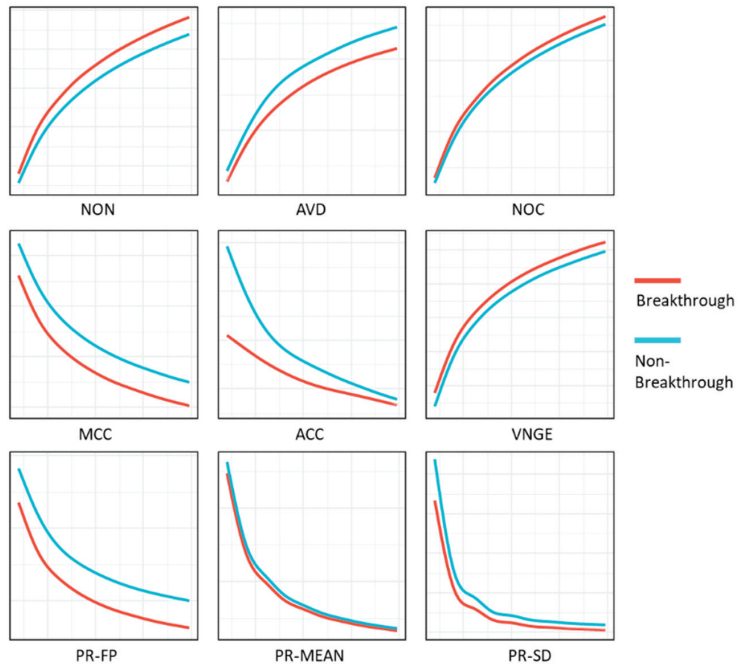 NON
AVD
NOC
MCC
ACC
VNGE
Breakthrough
Non-
Breakthrough
PR-FP
PR-MEAN
PR-SD